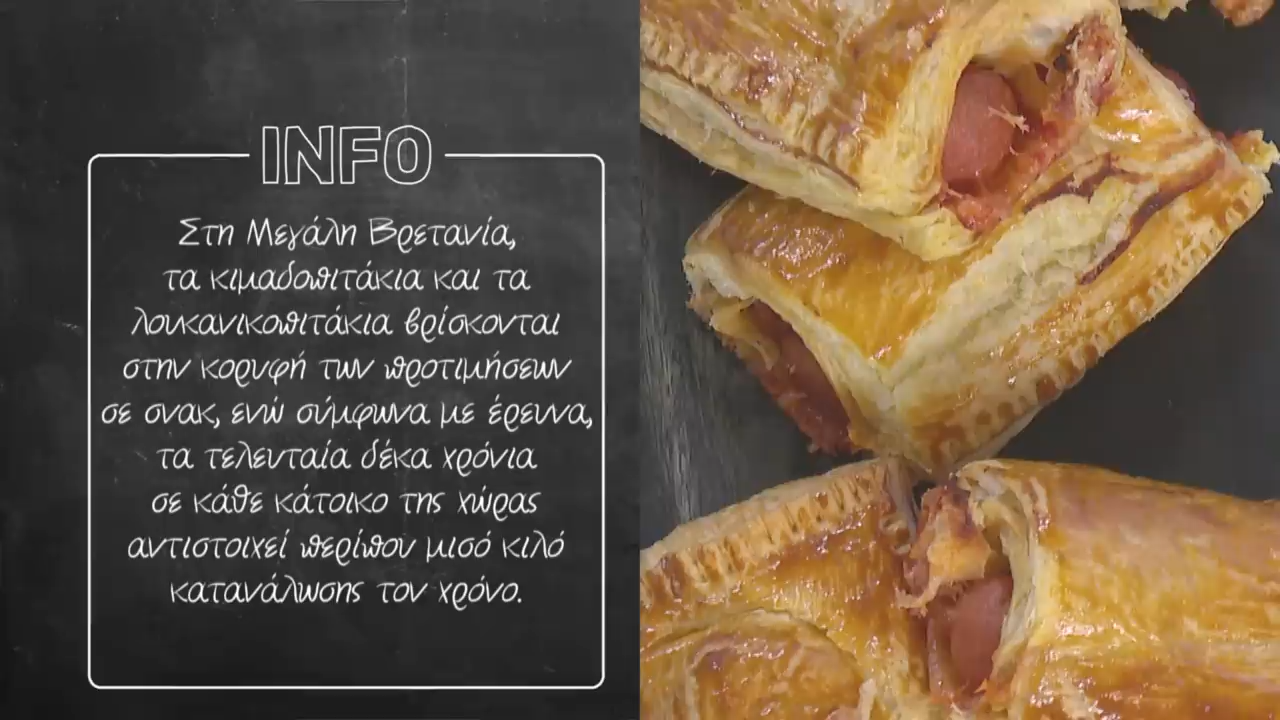 INFO
Στη Μεγάλη Βρετανία,
τα κιμαδοπιτάκια και τα
λουκανικοπιτάκια βρίσκονται
στην κορυφή των προτιμήσεων
σε σνακ, ενώ σύμφωνα με έρευνα,
τα τελευταία δέκα χρόνια
σε κάθε κάτοικο της χώρας
αντιστοιχεί περίπου μισό κιλό
κατανάλωσης τον χρόνο.